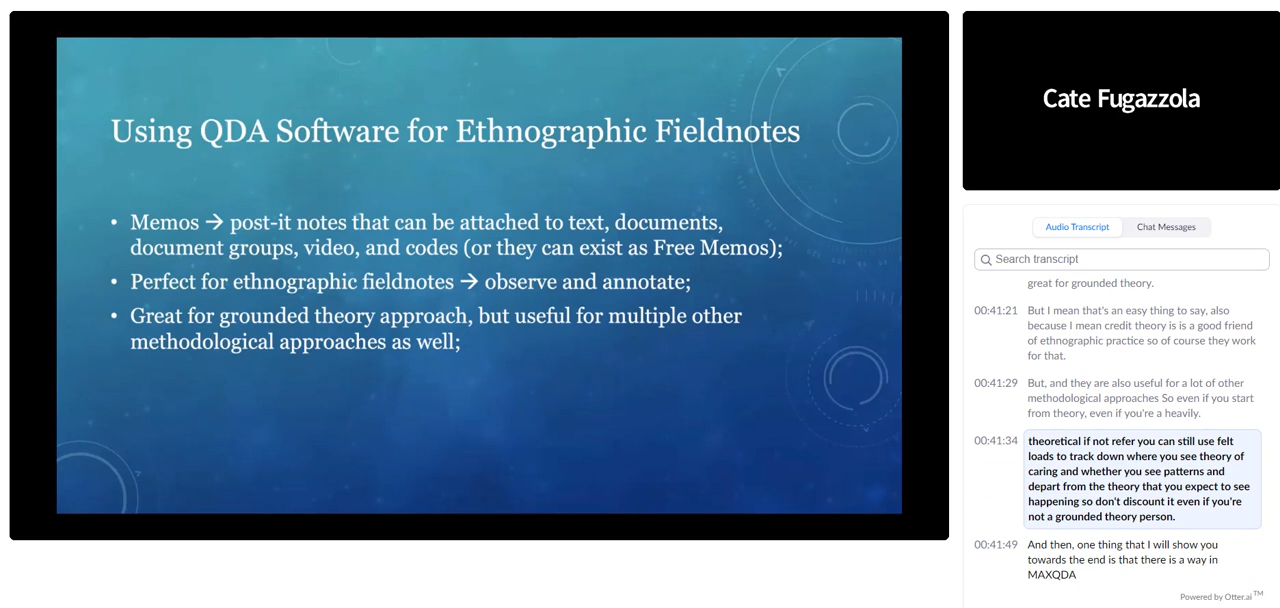 Using QDA Software for Ethnographic Fieldnotes
• Memos → post-it notes that can be attached to text, documents,
document groups, video, and codes (or they can exist as Free Memos);
• Perfect for ethnographic fieldnotes → observe and annotate;
• Great for grounded theory approach, but useful for multiple other
methodological approaches as well;
Cate Fugazzola
Audio Transcript
Chat Messages
Search transcript
great for grounded theory.
00:41:21 But I mean that's an easy thing to say, also
because I mean credit theory is is a good friend
of ethnographic practice so of course they work
for that.
00:41:29 But, and they are also useful for a lot of other
methodological approaches So even if you start
from theory, even if you're a heavily.
00:41:34 theoretical if not refer you can still use felt
loads to track down where you see theory of
caring and whether you see patterns and
depart from the theory that you expect to see
happening so don't discount it even if you're
not a grounded theory person.
00:41:49 And then, one thing that I will show you
towards the end is that there is a way in
MAXQDA
Powered by Otter.ai TM